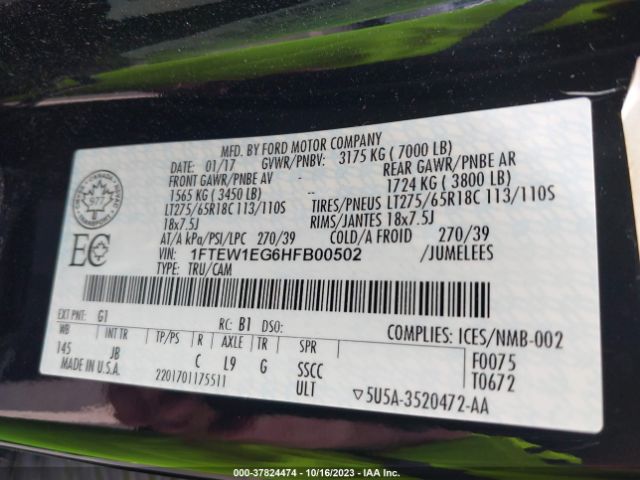 MFD. BY FORD MOTOR COMPANY
DATE: 01/17 GVWR/PNBV: 3175 KG ( 7000 LB)
FRONT GAWR/PNBE AV REAR GAWR/PNBE AR
1565 KG ( 3450 LB) 1724 KG ( 3800 LB)
LT275/65R18C 113/110S TIRES/PNEUS LT275/65R18C 113/110S
18x7.5J RIMS/JANTES 18x7.5J
AT/A kPa/PSI/LPC 270/39 COLD/A FROID 270/39
VIN: 1FTEW1EG6HFB00502 /JUMELEES
TYPE: TRU/CAM
977
EC
EXT PNT: G1 RC: B1 DSO: COMPLIES: ICES/NMB-002
WB INT TR TP/PS R AXLE TR SPR F0075
145 JB C L9 G SSCC T0672
MADE IN U.S.A. 2201701175511 ULT ▽5U5A-3520472-AA
000-37824474 | 10/16/2023 | IAA Inc.